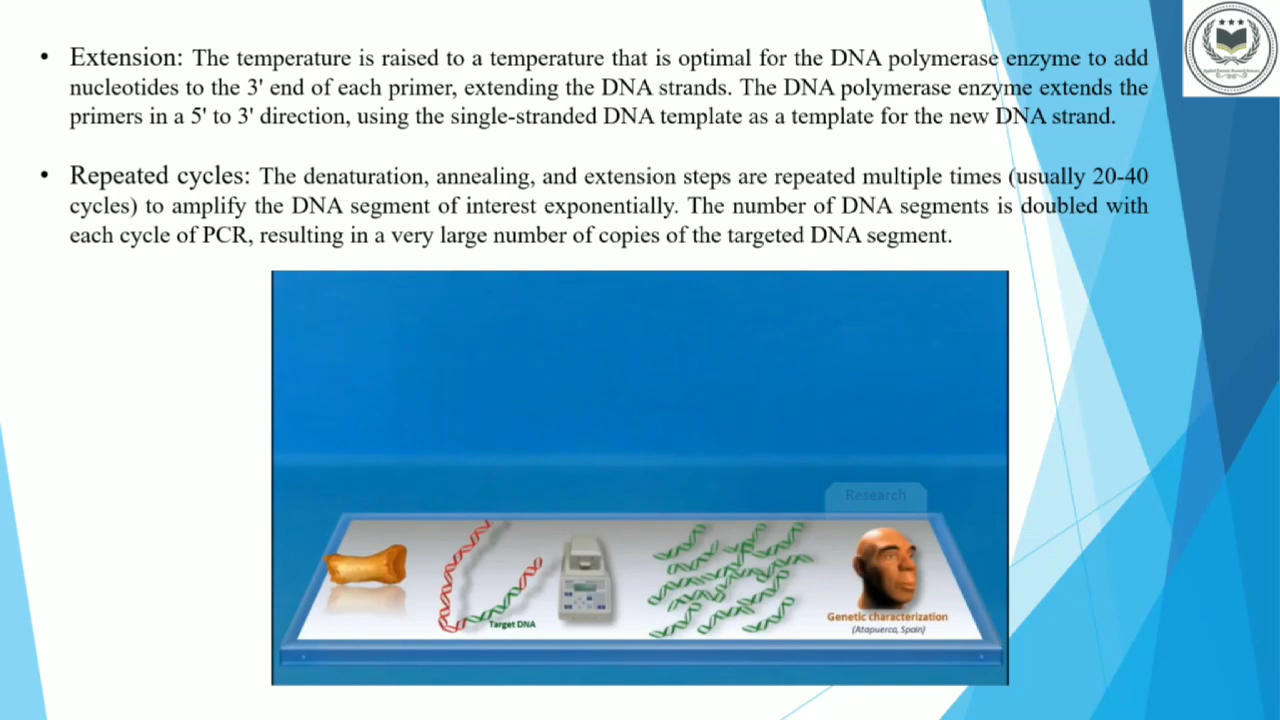 • Extension: The temperature is raised to a temperature that is optimal for the DNA polymerase enzyme to add
nucleotides to the 3' end of each primer, extending the DNA strands. The DNA polymerase enzyme extends the
primers in a 5' to 3' direction, using the single-stranded DNA template as a template for the new DNA strand.
• Repeated cycles: The denaturation, annealing, and extension steps are repeated multiple times (usually 20-40
cycles) to amplify the DNA segment of interest exponentially. The number of DNA segments is doubled with
each cycle of PCR, resulting in a very large number of copies of the targeted DNA segment.
Research
Target DNA
Genetic characterization
(Atapuerca, Spain)